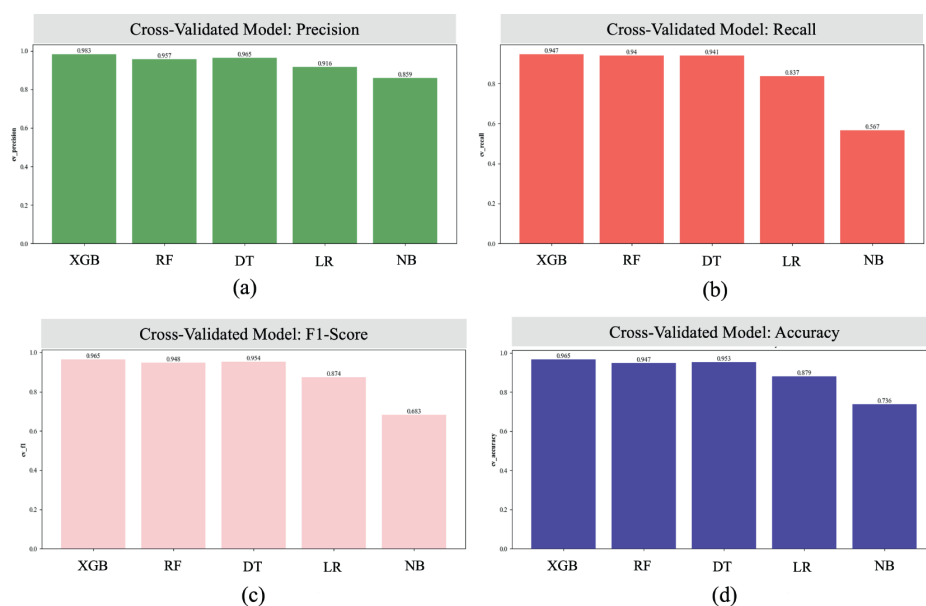 Cross-Validated Model: Precision
1.0
0.8
0.6
0.4
0.2
0.0
cv_precision
0.983
0.957
0.965
0.916
0.859
XGB RF DT LR NB
(a)
Cross-Validated Model: Recall
0.8
0.6
0.4
0.2
0.0
cv_recall
0.947
0.94
0.941
0.837
0.567
XGB RF DT LR NB
(b)
Cross-Validated Model: F1-Score
1.0
0.8
0.6
0.4
0.2
0.0
cv_f1
0.965
0.948
0.954
0.874
0.683
XGB RF DT LR NB
(c)
Cross-Validated Model: Accuracy
1.0
0.8
0.6
0.4
0.2
0.0
cv_accuracy
0.965
0.947
0.953
0.879
0.736
XGB RF DT LR NB
(d)